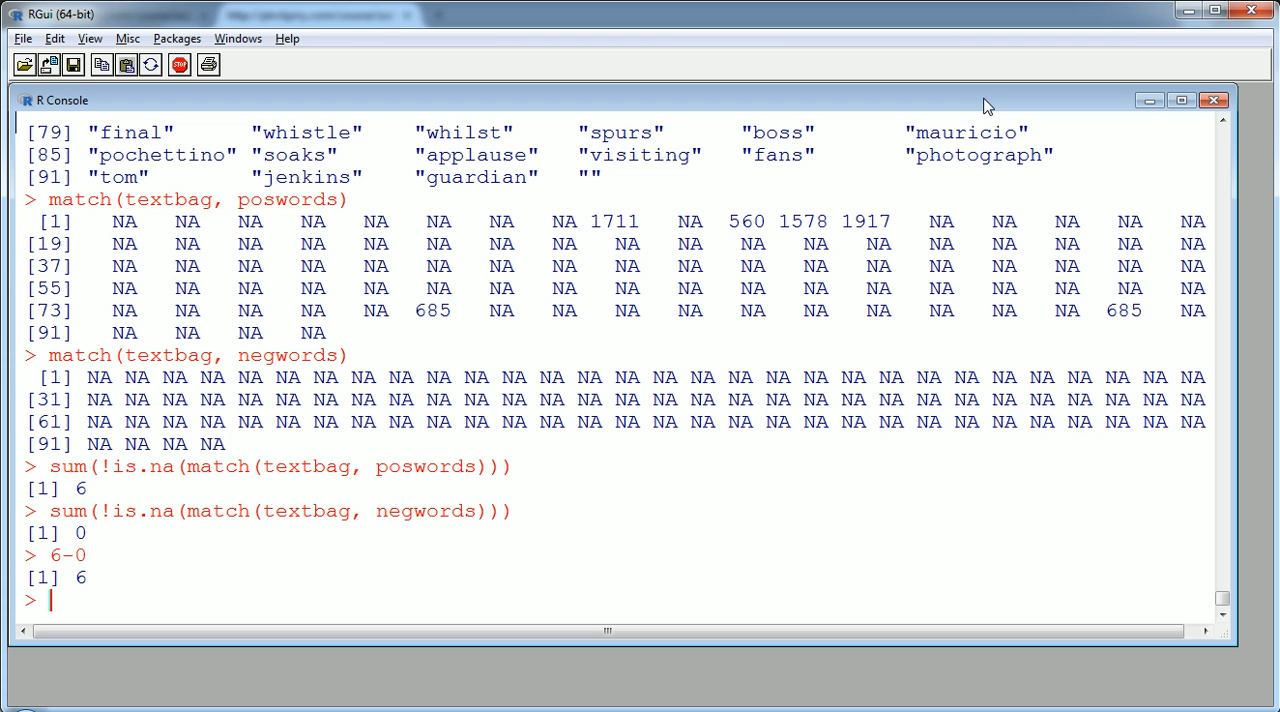 RGui (64-bit)
File Edit View Misc Packages Windows Help
STOP
R Console
[79] "final" "whistle" "whilst" "spurs" "boss" "mauricio"
[85] "pochettino" "soaks" "applause" "visiting" "fans" "photograph"
[91] "tom" "jenkins" "guardian" ""
> match(textbag, poswords)
[1] NA NA NA NA NA NA NA NA 1711 NA 560 1578 1917 NA NA NA NA NA
[19] NA NA NA NA NA NA NA NA NA NA NA NA NA NA NA NA NA NA
[37] NA NA NA NA NA NA NA NA NA NA NA NA NA NA NA NA NA NA
[55] NA NA NA NA NA NA NA NA NA NA NA NA NA NA NA NA NA NA
[73] NA NA NA NA NA 685 NA NA NA NA NA NA NA NA NA NA 685 NA
[91] NA NA NA NA
> match(textbag, negwords)
[1] NA NA NA NA NA NA NA NA NA NA NA NA NA NA NA NA NA NA NA NA NA NA NA NA NA NA NA NA NA NA
[31] NA NA NA NA NA NA NA NA NA NA NA NA NA NA NA NA NA NA NA NA NA NA NA NA NA NA NA NA NA NA
[61] NA NA NA NA NA NA NA NA NA NA NA NA NA NA NA NA NA NA NA NA NA NA NA NA NA NA NA NA NA NA
[91] NA NA NA NA
> sum(!is.na(match(textbag, poswords)))
[1] 6
> sum(!is.na(match(textbag, negwords)))
[1] 0
> 6-0
[1] 6
>